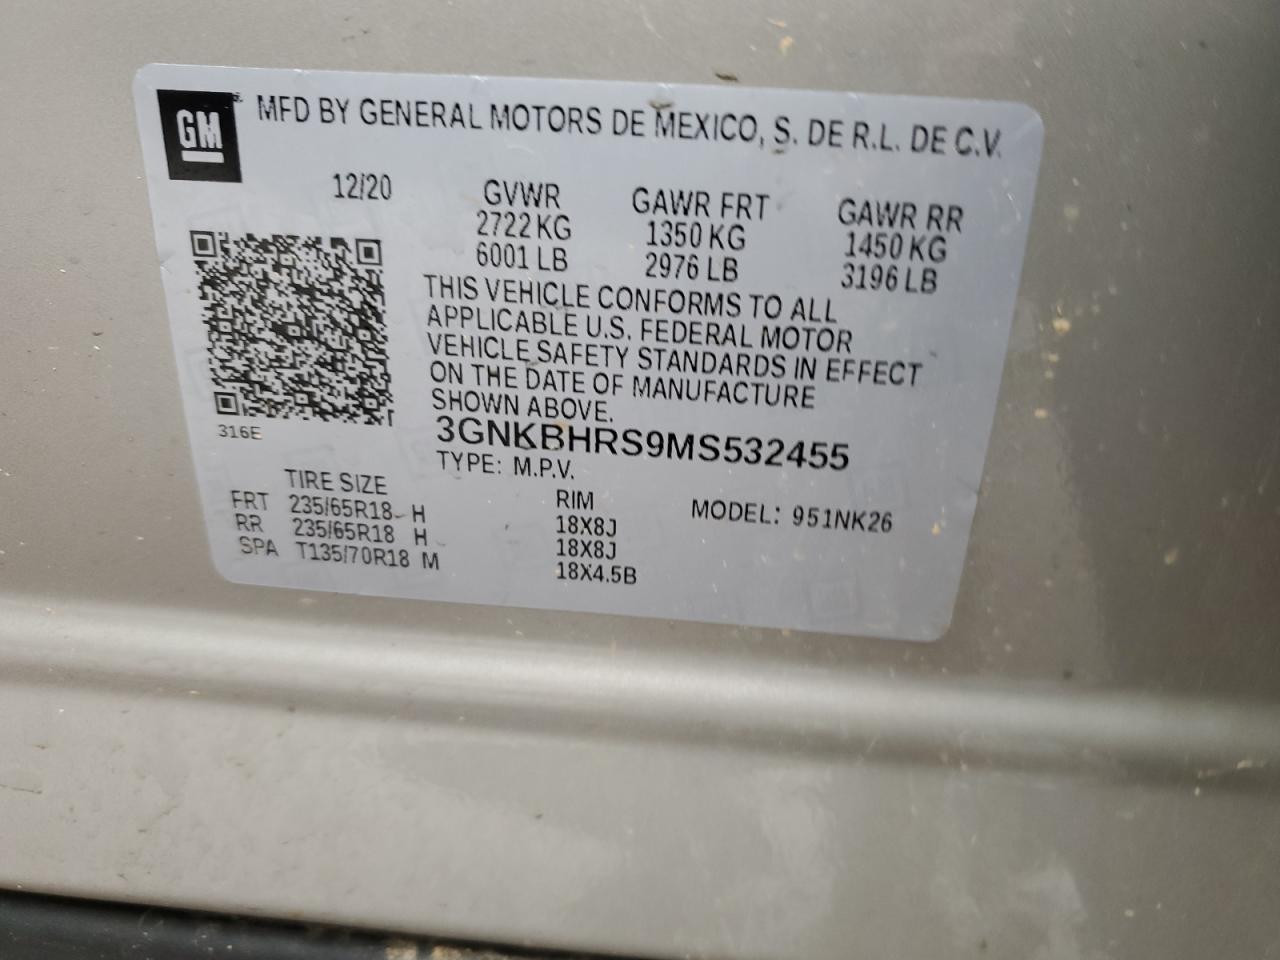 GM
MFD BY GENERAL MOTORS DE MEXICO, S. DE R.L. DE C.V.
12/20 GVWR GAWR FRT GAWR RR
2722 KG 1350 KG 1450 KG
6001 LB 2976 LB 3196 LB
THIS VEHICLE CONFORMS TO ALL
APPLICABLE U.S. FEDERAL MOTOR
VEHICLE SAFETY STANDARDS IN EFFECT
ON THE DATE OF MANUFACTURE
SHOWN ABOVE.
316E
3GNKBHRS9MS532455
TYPE: M.P.V.
TIRE SIZE RIM MODEL: 951NK26
FRT 235/65R18 H 18X8J
RR 235/65R18 H 18X8J
SPA T135/70R18 M 18X4.5B